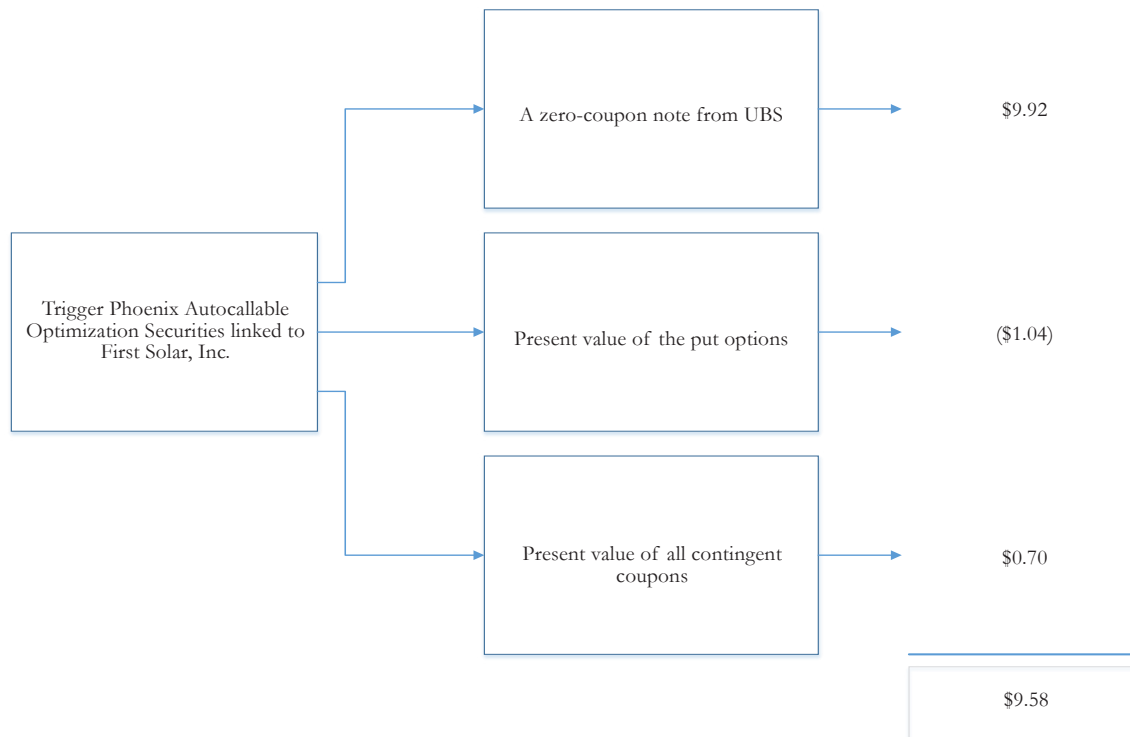 A zero-coupon note from UBS
$9.92
Trigger Phoenix Autocallable
Optimization Securities linked to
First Solar, Inc.
Present value of the put options
($1.04)
Present value of all contingent
coupons
$0.70
$9.58